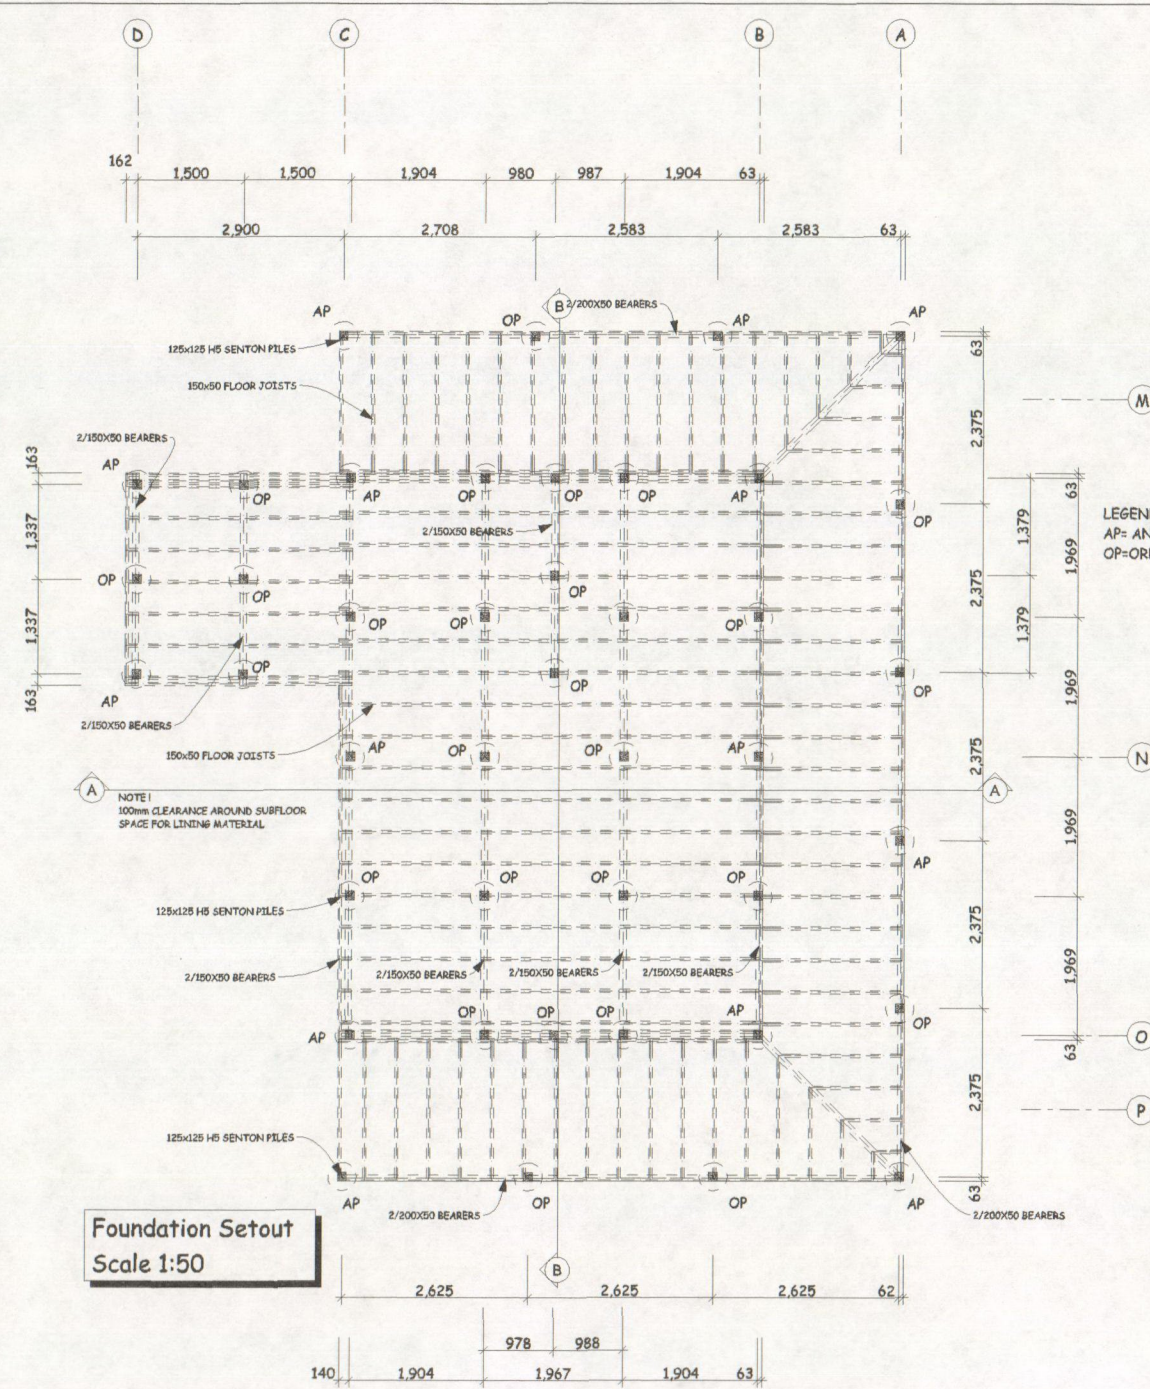 D
C
B
A
162
1,500
1,500
1,904
980
987
1,904
63
2,900
2,708
2,583
2,583
63
AP
B
2/200X50 BEARERS
OP
AP
AP
125x125 H5 SENTON PILES
63
150x50 FLOOR JOISTS
M
2,375
2/150X50 BEARERS
163
AP
OP
AP
OP
OP
OP
AP
63
OP
1,379
1,969
LEGEN
AP= AN
OP=OR
2/150X50 BEARERS
1,337
OP
OP
OP
2,375
OP
OP
OP
1,379
1,337
OP
OP
OP
1,969
163
AP
2/150X50 BEARERS
150x50 FLOOR JOISTS
AP
OP
OP
AP
2,375
N
A
A
NOTE!
100mm CLEARANCE AROUND SUBFLOOR
SPACE FOR LINING MATERIAL
1,969
AP
OP
OP
OP
OP
125x125 H5 SENTON PILES
2,375
2/150X50 BEARERS
2/150X50 BEARERS
2/150X50 BEARERS
2/150X50 BEARERS
1,969
OP
OP
OP
AP
OP
AP
O
63
2,375
P
125x125 H5 SENTON PILES
63
AP
2/200X50 BEARERS
OP
OP
AP
2/200X50 BEARERS
Foundation Setout
Scale 1:50
B
2,625
2,625
2,625
62
978
988
140
1,904
1,967
1,904
63